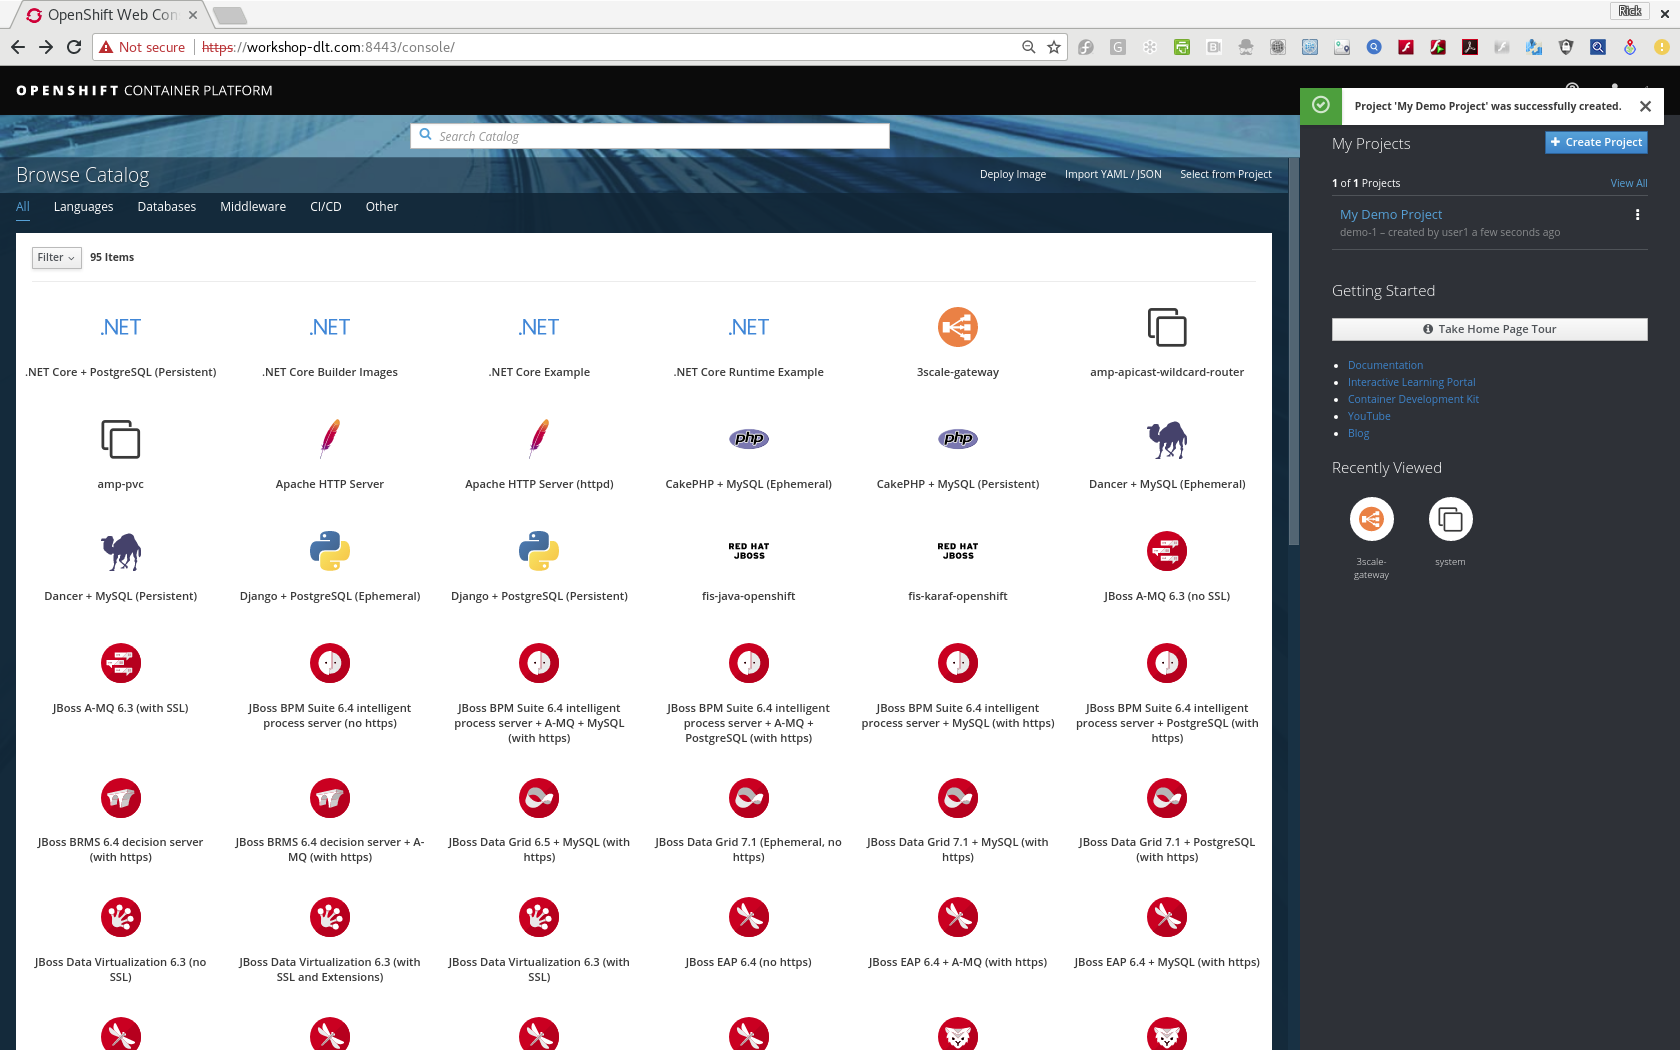 OpenShift Web Con
Rick
Not secure https://workshop-dlt.com:8443/console/
OPENSHIFT CONTAINER PLATFORM
Project 'My Demo Project' was successfully created.
Search Catalog
My Projects
Create Project
Browse Catalog
Deploy Image Import YAML / JSON Select from Project
1 of 1 Projects View All
All Languages Databases Middleware CI/CD Other
My Demo Project
demo-1 – created by user1 a few seconds ago
Filter 95 Items
Getting Started
Take Home Page Tour
Documentation
Interactive Learning Portal
Container Development Kit
YouTube
Blog
Recently Viewed
3scale-
gateway
system
.NET .NET .NET .NET
.NET Core + PostgreSQL (Persistent) .NET Core Builder Images .NET Core Example .NET Core Runtime Example 3scale-gateway amp-apicast-wildcard-router
php php
amp-pvc Apache HTTP Server Apache HTTP Server (httpd) CakePHP + MySQL (Ephemeral) CakePHP + MySQL (Persistent) Dancer + MySQL (Ephemeral)
RED HAT RED HAT
JBOSS JBOSS
Dancer + MySQL (Persistent) Django + PostgreSQL (Ephemeral) Django + PostgreSQL (Persistent) fis-java-openshift fis-karaf-openshift JBoss A-MQ 6.3 (no SSL)
JBoss A-MQ 6.3 (with SSL) JBoss BPM Suite 6.4 intelligent JBoss BPM Suite 6.4 intelligent JBoss BPM Suite 6.4 intelligent JBoss BPM Suite 6.4 intelligent JBoss BPM Suite 6.4 intelligent
process server (no https) process server + A-MQ + MySQL process server + A-MQ + process server + MySQL (with https) process server + PostgreSQL (with
(with https) PostgreSQL (with https) https)
JBoss BRMS 6.4 decision server JBoss BRMS 6.4 decision server + A- JBoss Data Grid 6.5 + MySQL (with JBoss Data Grid 7.1 (Ephemeral, no JBoss Data Grid 7.1 + MySQL (with JBoss Data Grid 7.1 + PostgreSQL
(with https) MQ (with https) https) https) https) (with https)
JBoss Data Virtualization 6.3 (no JBoss Data Virtualization 6.3 (with JBoss Data Virtualization 6.3 (with JBoss EAP 6.4 (no https) JBoss EAP 6.4 + A-MQ (with https) JBoss EAP 6.4 + MySQL (with https)
SSL) SSL and Extensions) SSL)